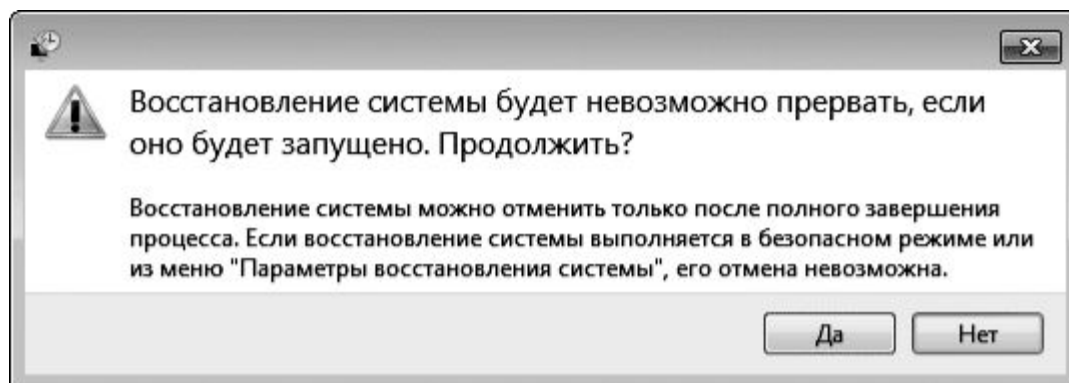 Восстановление системы будет невозможно прервать, если
оно будет запущено. Продолжить?
Восстановление системы можно отменить только после полного завершения
процесса. Если восстановление системы выполняется в безопасном режиме или
из меню "Параметры восстановления системы", его отмена невозможна.
Да Нет